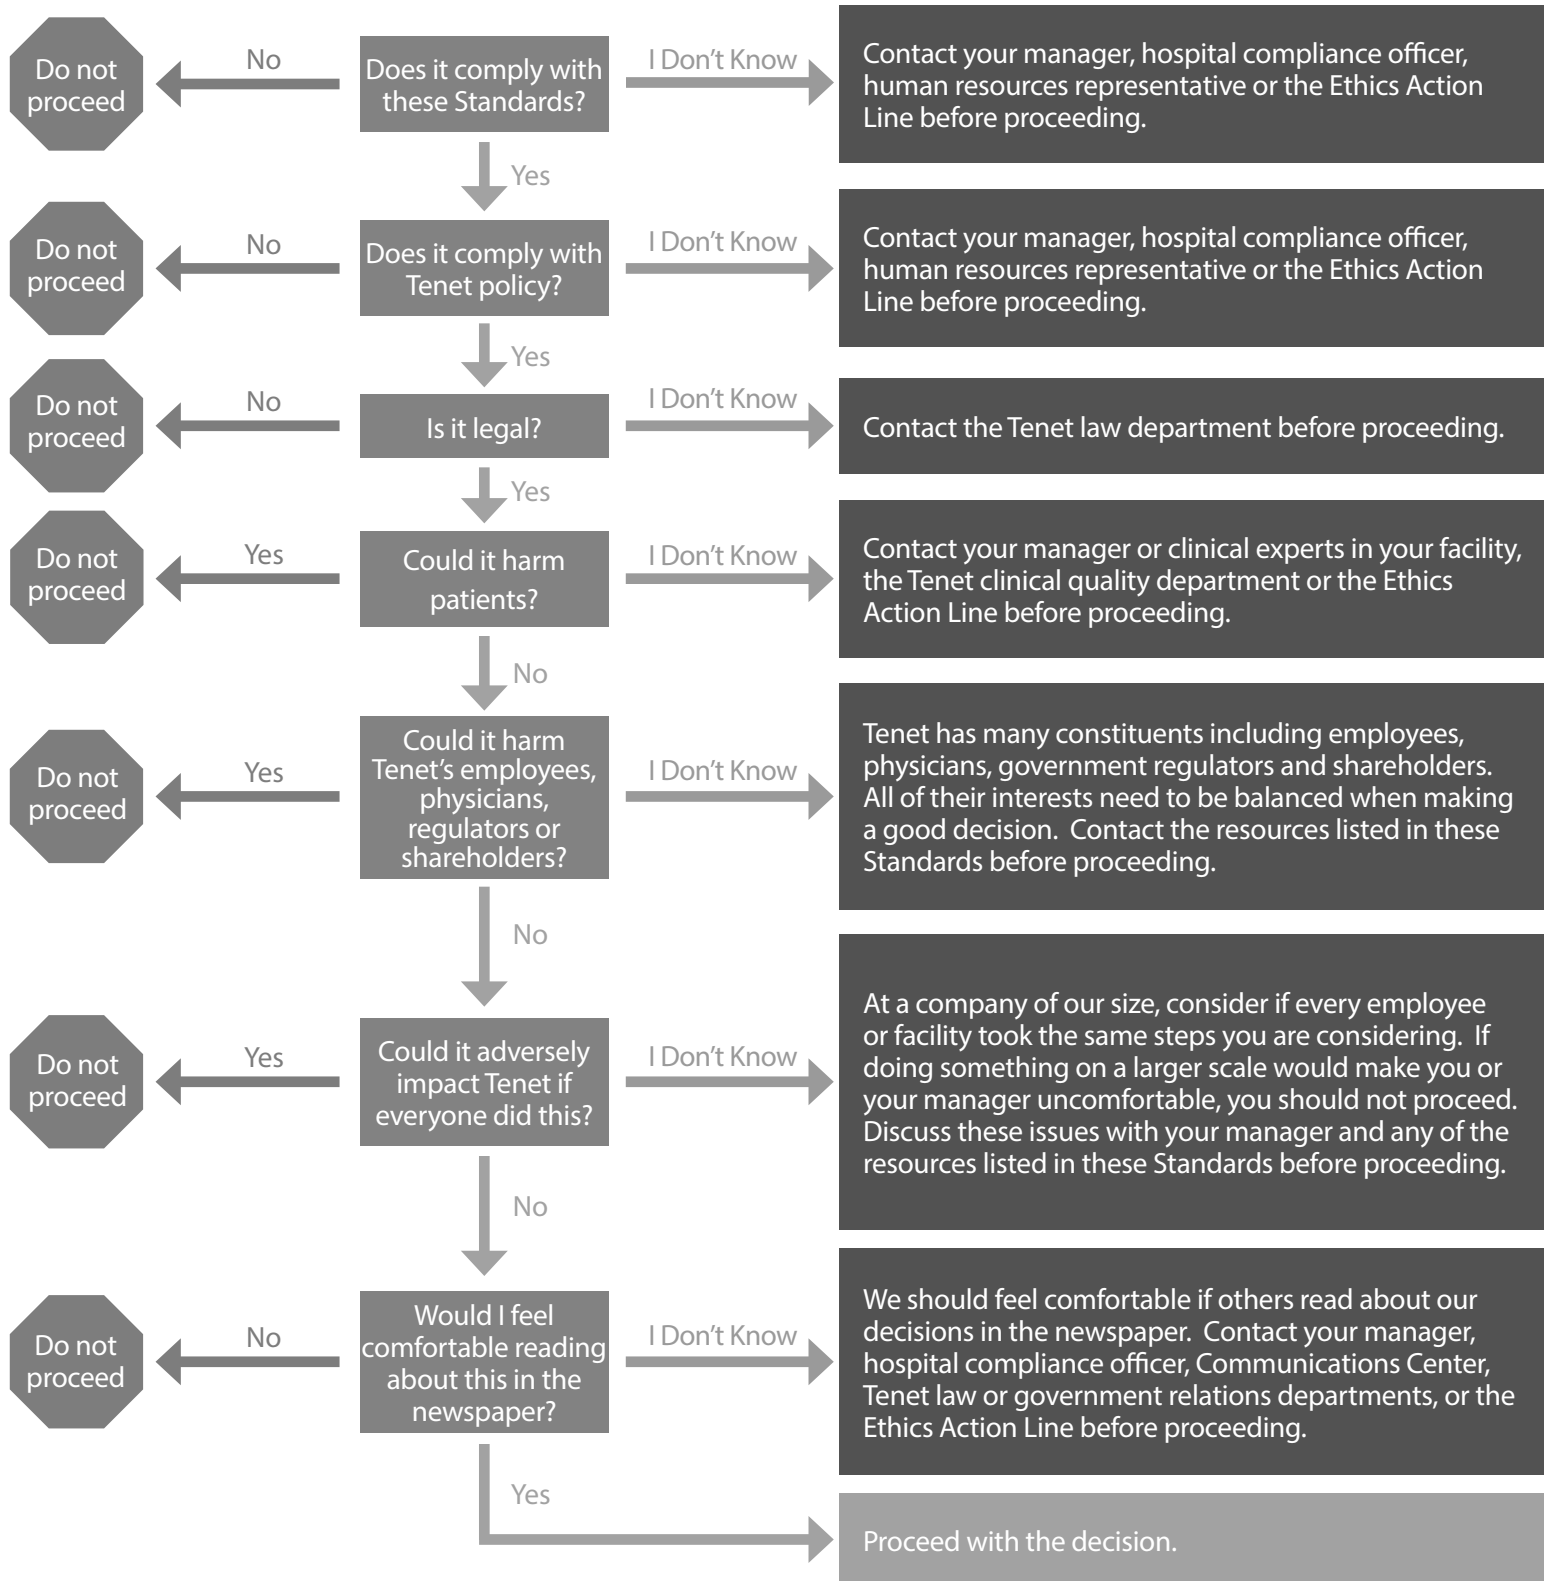 Do not
proceed
No
Does it comply with
these Standards?
I Don’t Know
Contact your manager, hospital compliance officer,
human resources representative or the Ethics Action
Line before proceeding.
Yes
Do not
proceed
No
Does it comply with
Tenet policy?
I Don’t Know
Contact your manager, hospital compliance officer,
human resources representative or the Ethics Action
Line before proceeding.
Yes
Do not
proceed
No
Is it legal?
I Don’t Know
Contact the Tenet law department before proceeding.
Yes
Do not
proceed
Yes
Could it harm
patients?
I Don’t Know
Contact your manager or clinical experts in your facility,
the Tenet clinical quality department or the Ethics
Action Line before proceeding.
No
Do not
proceed
Yes
Could it harm
Tenet’s employees,
physicians,
regulators or
shareholders?
I Don’t Know
Tenet has many constituents including employees,
physicians, government regulators and shareholders.
All of their interests need to be balanced when making
a good decision.  Contact the resources listed in these
Standards before proceeding.
No
Do not
proceed
Yes
Could it adversely
impact Tenet if
everyone did this?
I Don’t Know
At a company of our size, consider if every employee
or facility took the same steps you are considering.  If
doing something on a larger scale would make you or
your manager uncomfortable, you should not proceed.
Discuss these issues with your manager and any of the
resources listed in these Standards before proceeding.
No
Do not
proceed
No
Would I feel
comfortable reading
about this in the
newspaper?
I Don’t Know
We should feel comfortable if others read about our
decisions in the newspaper.  Contact your manager,
hospital compliance officer, Communications Center,
Tenet law or government relations departments, or the
Ethics Action Line before proceeding.
Yes
Proceed with the decision.